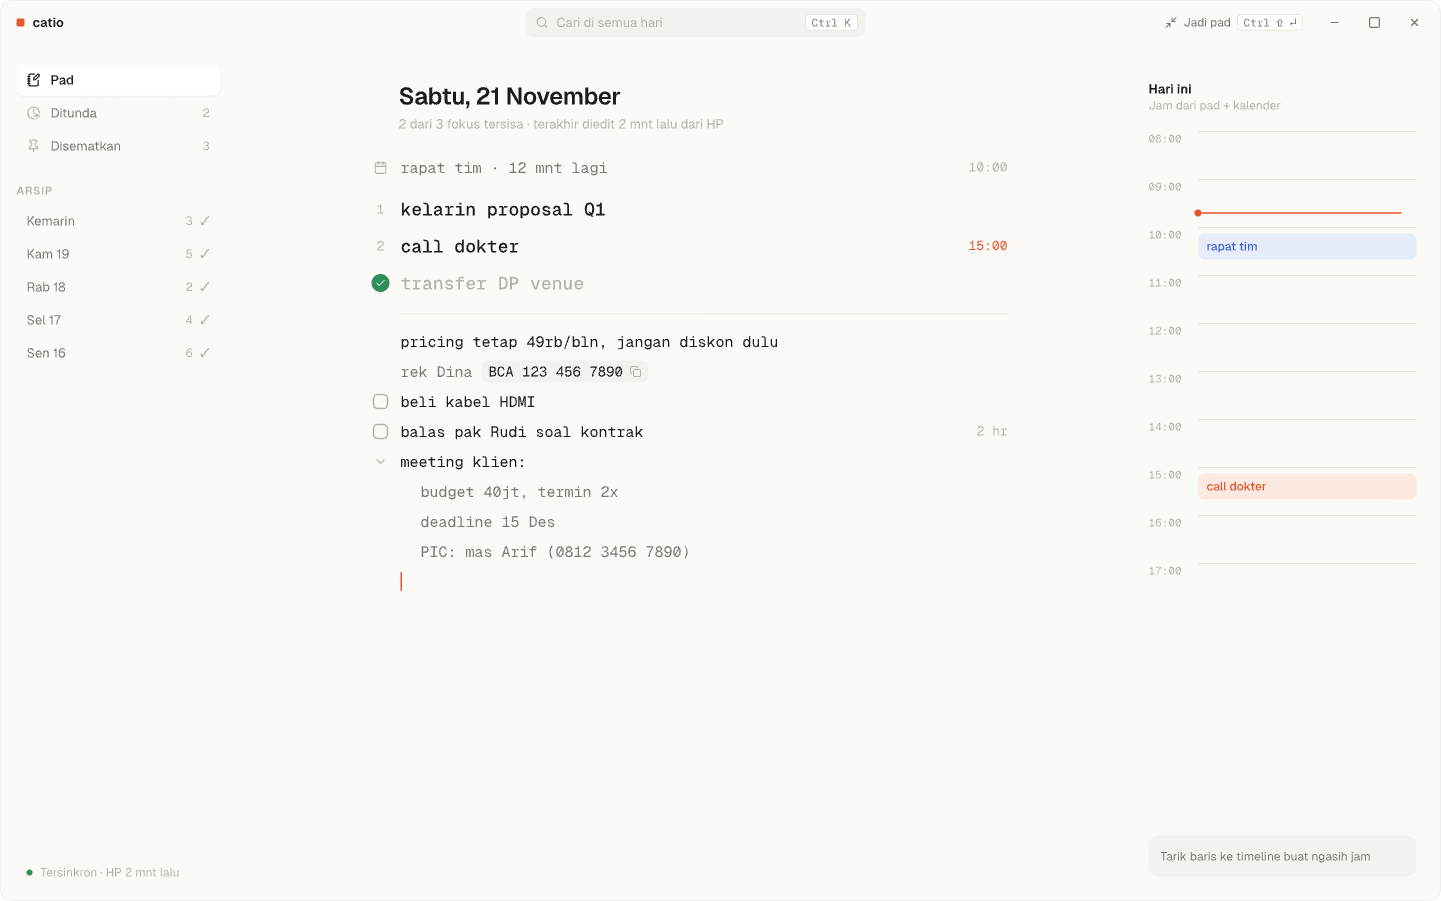 catio
Cari di semua hari
Ctrl K
Jadi pad
Ctrl ⇧ ↵
Pad
Ditunda 2
Disematkan 3
ARSIP
Kemarin 3 ✓
Kam 19 5 ✓
Rab 18 2 ✓
Sel 17 4 ✓
Sen 16 6 ✓
Tersinkron · HP 2 mnt lalu
Sabtu, 21 November
2 dari 3 fokus tersisa · terakhir diedit 2 mnt lalu dari HP
rapat tim · 12 mnt lagi 10:00
1 kelarin proposal Q1
2 call dokter 15:00
transfer DP venue
pricing tetap 49rb/bln, jangan diskon dulu
rek Dina BCA 123 456 7890
beli kabel HDMI
balas pak Rudi soal kontrak 2 hr
meeting klien:
budget 40jt, termin 2x
deadline 15 Des
PIC: mas Arif (0812 3456 7890)
Hari ini
Jam dari pad + kalender
08:00
09:00
10:00
rapat tim
11:00
12:00
13:00
14:00
15:00
call dokter
16:00
17:00
Tarik baris ke timeline buat ngasih jam